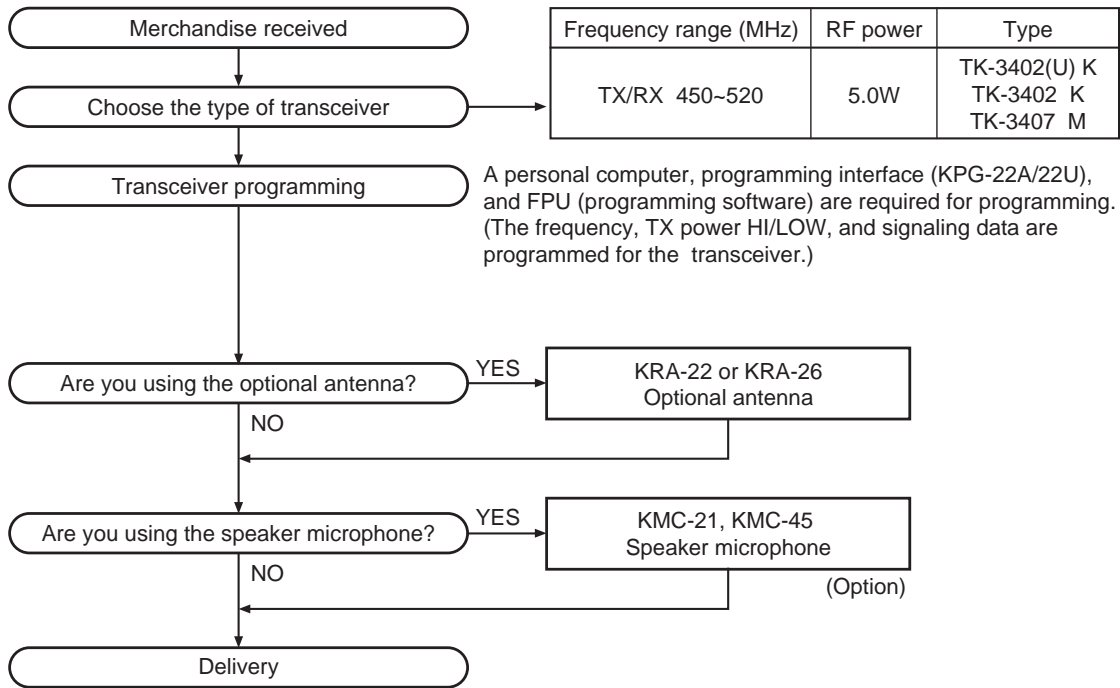 Merchandise received
Choose the type of transceiver
Frequency range (MHz) RF power Type
TX/RX 450~520 5.0W
TK-3402(U) K
TK-3402 K
TK-3407 M
Transceiver programming
A personal computer, programming interface (KPG-22A/22U),
and FPU (programming software) are required for programming.
(The frequency, TX power HI/LOW, and signaling data are
programmed for the transceiver.)
Are you using the optional antenna?
YES
KRA-22 or KRA-26
Optional antenna
NO
Are you using the speaker microphone?
YES
KMC-21, KMC-45
Speaker microphone
(Option)
NO
Delivery